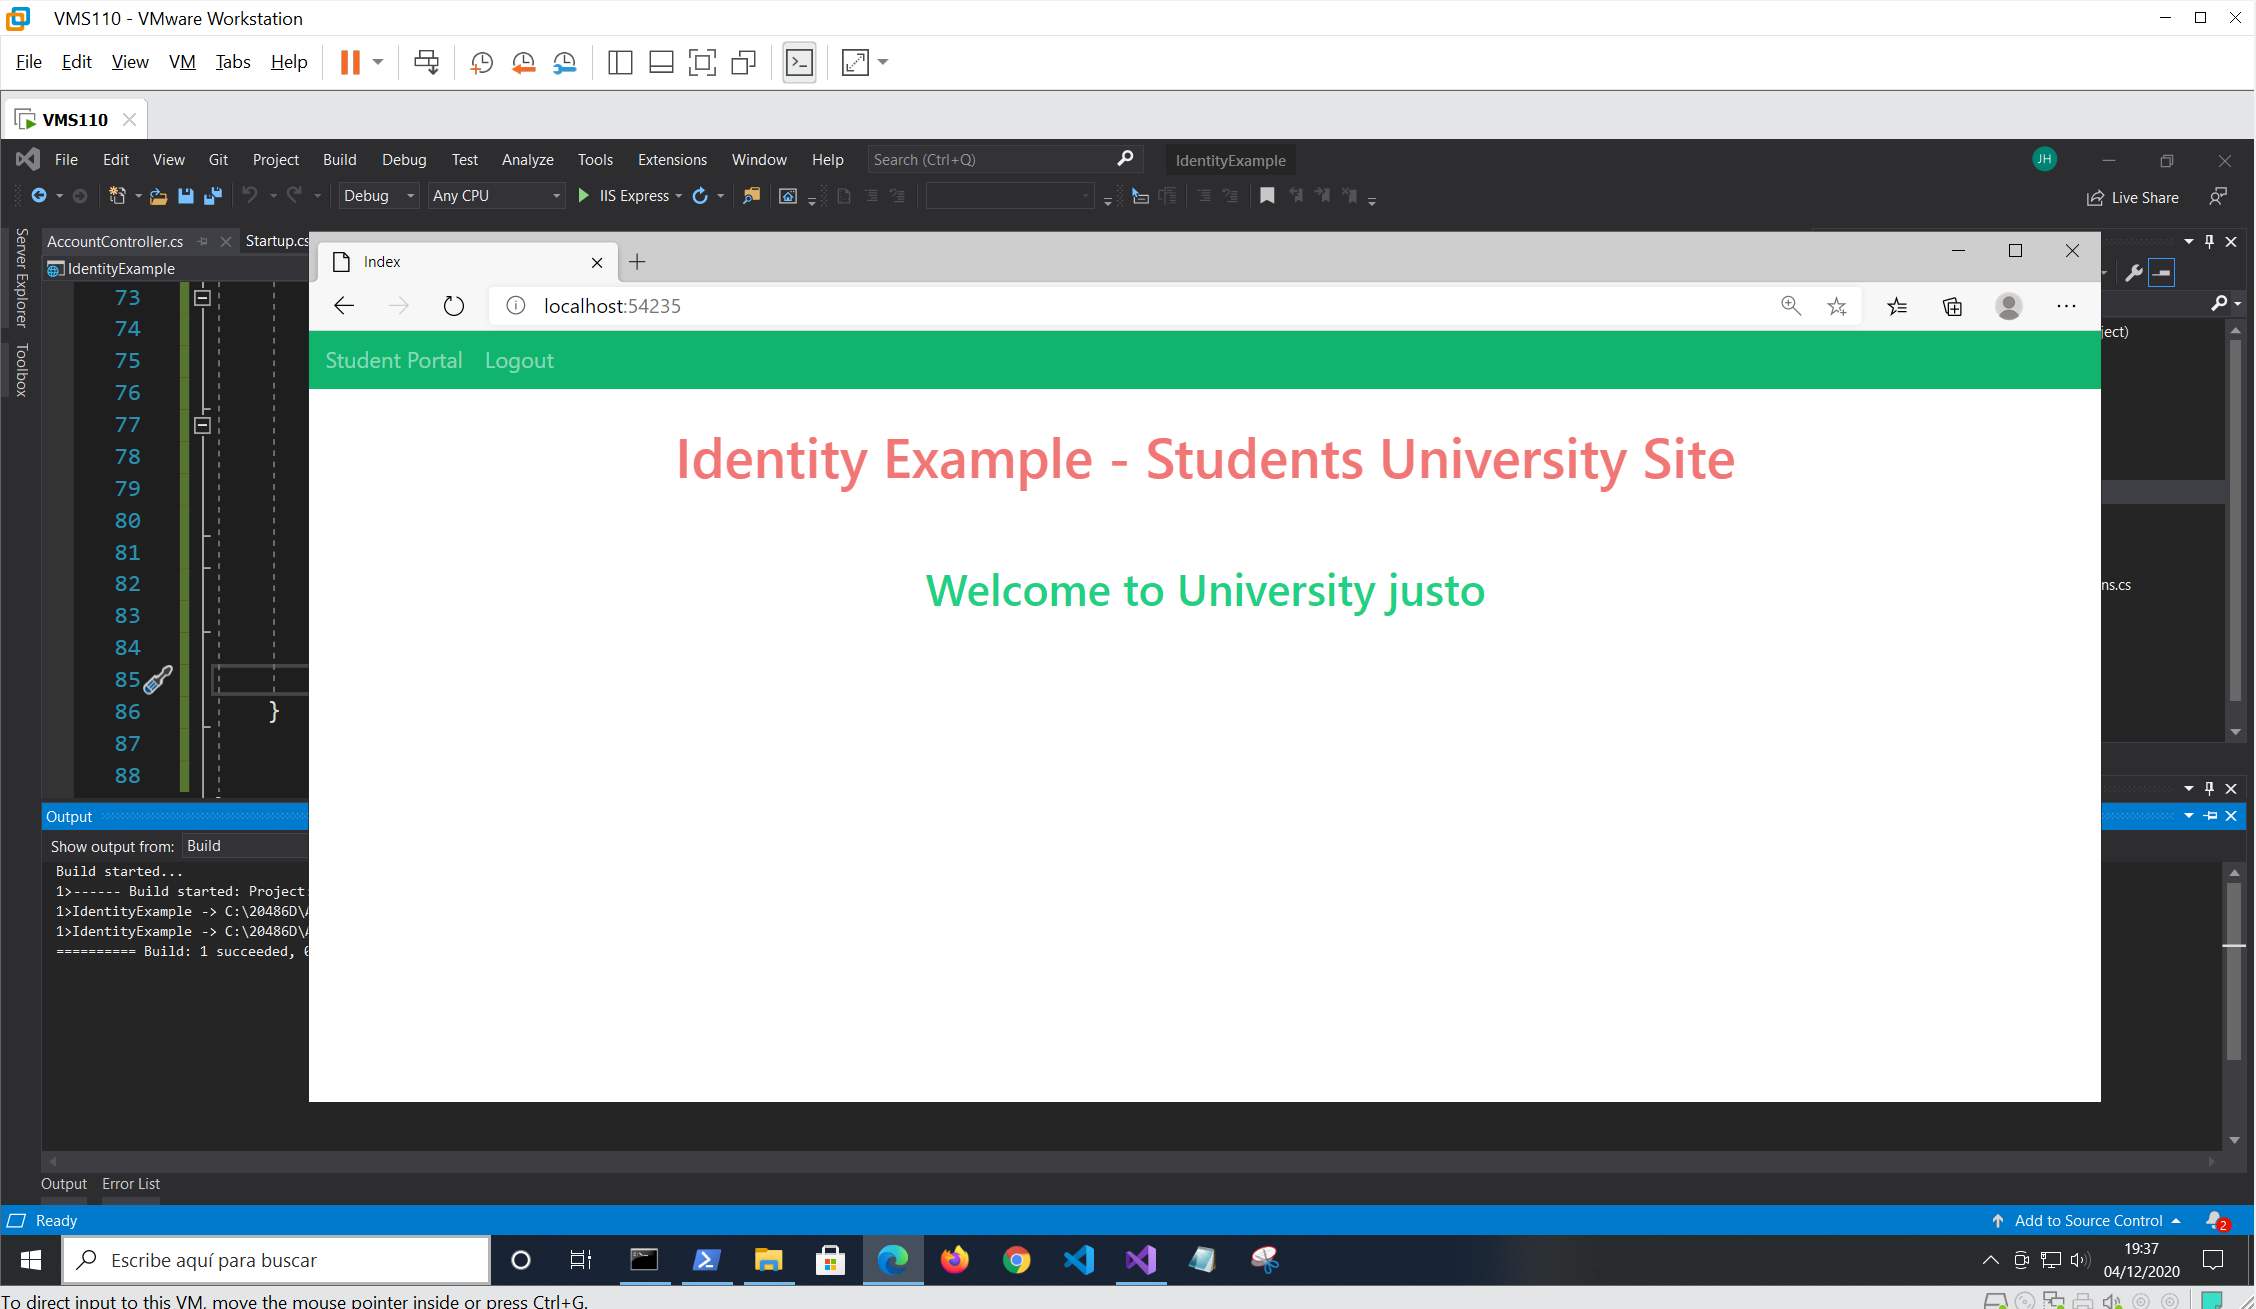 VMS110 - VMware Workstation
File Edit View VM Tabs Help
VMS110
File Edit View Git Project Build Debug Test Analyze Tools Extensions Window Help Search (Ctrl+Q) IdentityExample JH
Debug Any CPU IIS Express Live Share
Server Explorer
Toolbox
AccountController.cs Startup.cs
IdentityExample
Index
localhost:54235
ject)
Student Portal Logout
Identity Example - Students University Site
Welcome to University justo
ns.cs
73
74
75
76
77
78
79
80
81
82
83
84
85
86 }
87
88
Output
Show output from: Build
Build started...
1>------ Build started: Project:
1>IdentityExample -> C:\20486D\A
1>IdentityExample -> C:\20486D\A
========== Build: 1 succeeded,
Output Error List
Ready Add to Source Control 2
Escribe aquí para buscar
19:37
04/12/2020
To direct input to this VM, move the mouse pointer inside or press Ctrl+G.